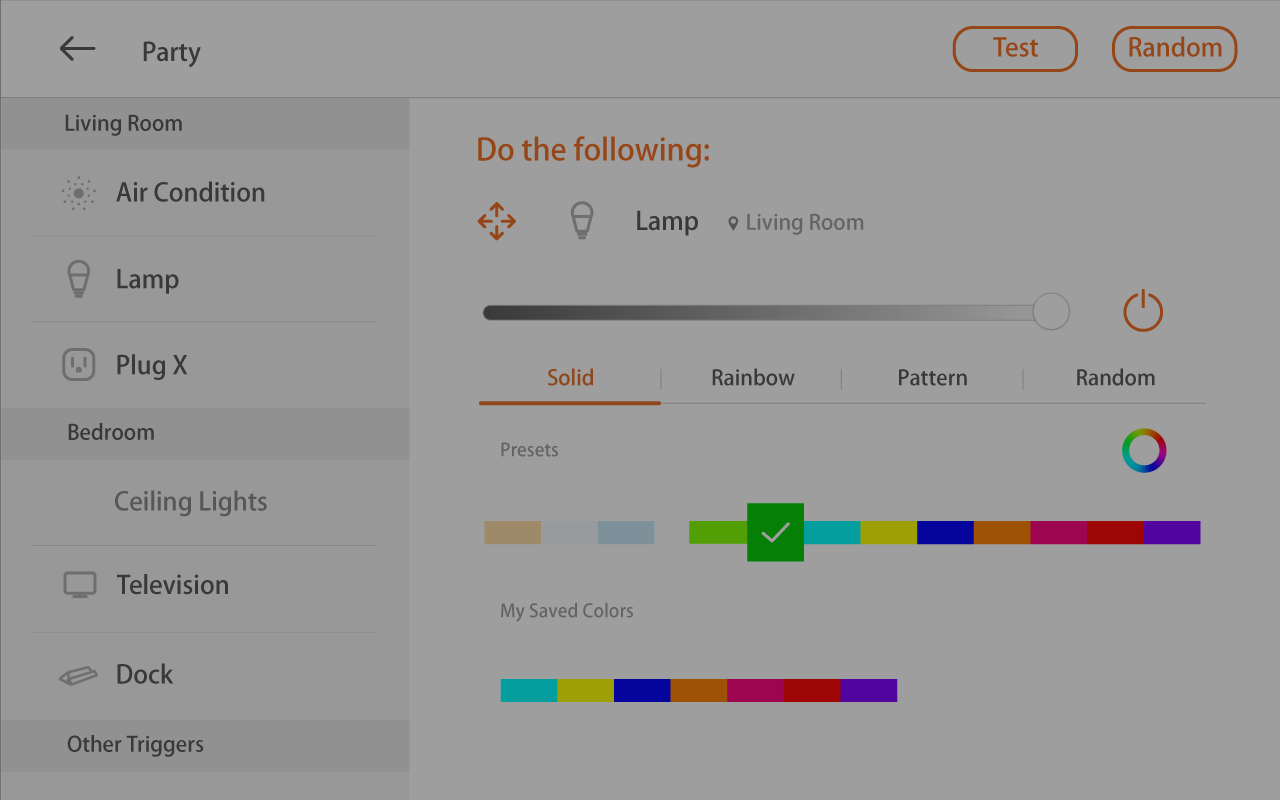 Party
Test
Random
Living Room
Air Condition
Lamp
Plug X
Bedroom
Ceiling Lights
Television
Dock
Other Triggers
Do the following:
Lamp Living Room
Solid Rainbow Pattern Random
Presets
My Saved Colors